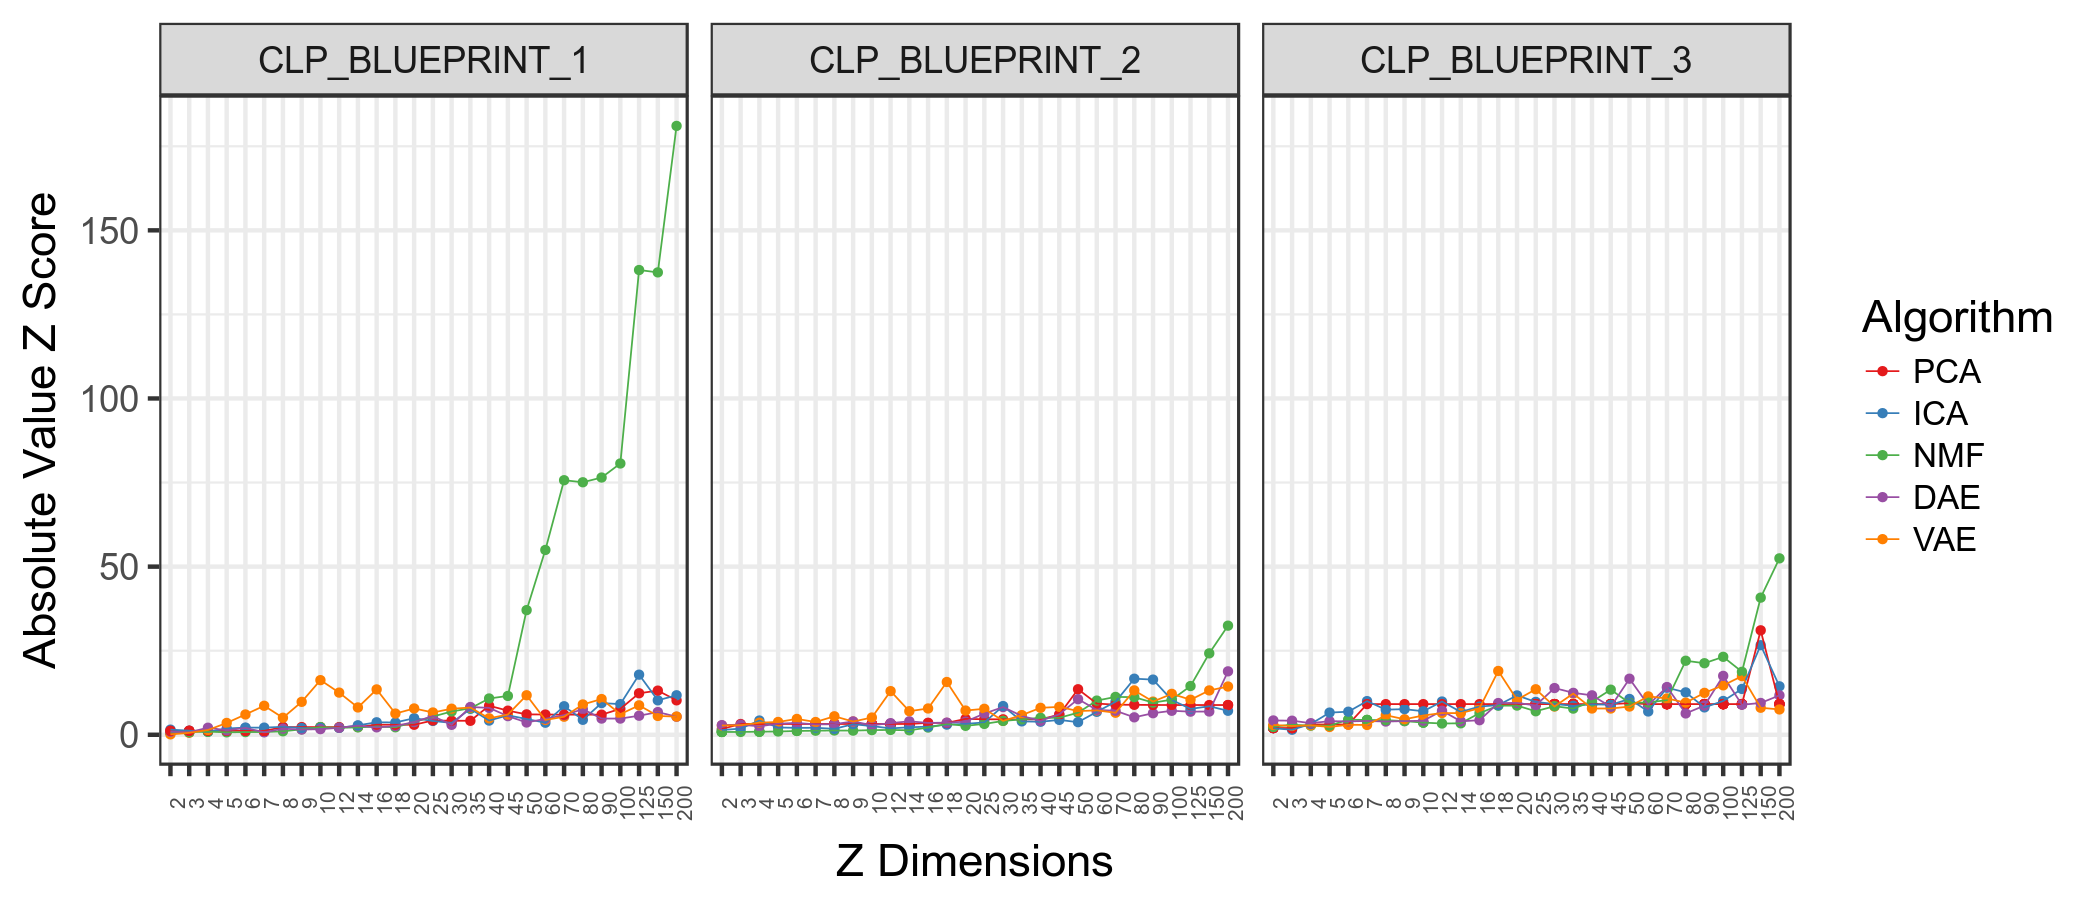 CLP_BLUEPRINT_1 CLP_BLUEPRINT_2 CLP_BLUEPRINT_3
Absolute Value Z Score
150
100
50
0
2 3 4 5 6 7 8 9 10 12 14 16 18 20 25 30 35 40 45 50 60 70 80 90 100 125 150 200
2 3 4 5 6 7 8 9 10 12 14 16 18 20 25 30 35 40 45 50 60 70 80 90 100 125 150 200
2 3 4 5 6 7 8 9 10 12 14 16 18 20 25 30 35 40 45 50 60 70 80 90 100 125 150 200
Z Dimensions
Algorithm
PCA
ICA
NMF
DAE
VAE